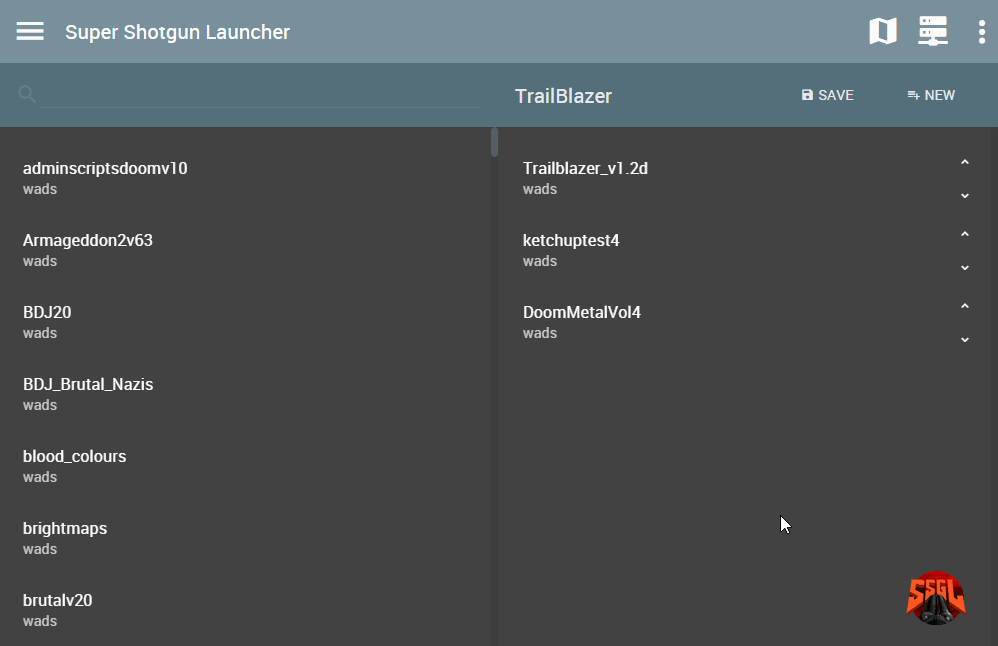 Super Shotgun Launcher
TrailBlazer
SAVE
NEW
adminscriptsdoomv10
wads
Armageddon2v63
wads
BDJ20
wads
BDJ_Brutal_Nazis
wads
blood_colours
wads
brightmaps
wads
brutalv20
wads
Trailblazer_v1.2d
wads
ketchuptest4
wads
DoomMetalVol4
wads
SSGL